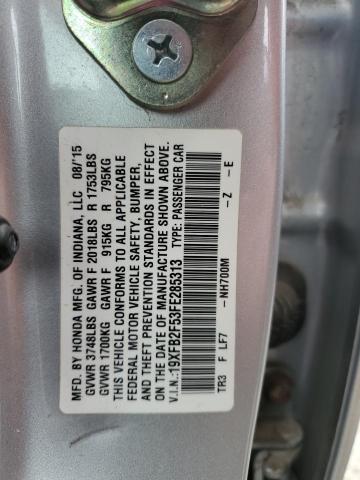 MFD. BY HONDA MFG. OF INDIANA, LLC 08/15
GVWR 3748LBS GAWR F 2018LBS R 1753LBS
GVWR 1700KG GAWR F 915KG R 795KG
THIS VEHICLE CONFORMS TO ALL APPLICABLE
FEDERAL MOTOR VEHICLE SAFETY, BUMPER,
AND THEFT PREVENTION STANDARDS IN EFFECT
ON THE DATE OF MANUFACTURE SHOWN ABOVE.
V.I.N.: 19XFB2F53FE285313 TYPE: PASSENGER CAR
TR3 F LF7 -NH700M -Z -E